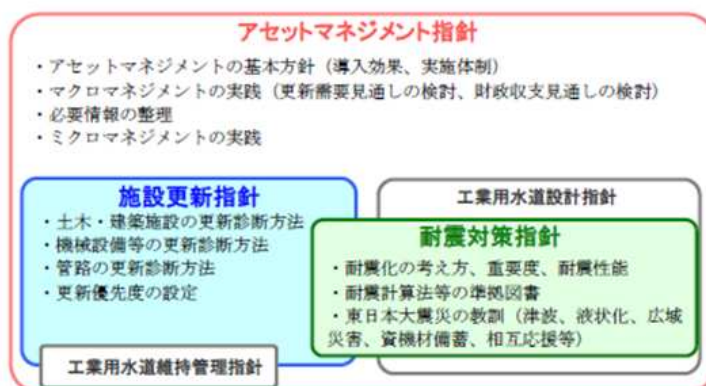 アセットマネジメント指針
・アセットマネジメントの基本方針（導入効果、実施体制）
・マクロマネジメントの実践（更新需要見通しの検討、財政収支見通しの検討）
・必要情報の整理
・ミクロマネジメントの実践
施設更新指針
・土木・建築施設の更新診断方法
・機械設備等の更新診断方法
・管路の更新診断方法
・更新優先度の設定
工業用水道維持管理指針
工業用水道設計指針
耐震対策指針
・耐震化の考え方、重要度、耐震性能
・耐震計算法等の準拠図書
・東日本大震災の教訓（津波、液状化、広域
災害、資機材備蓄、相互応援等）